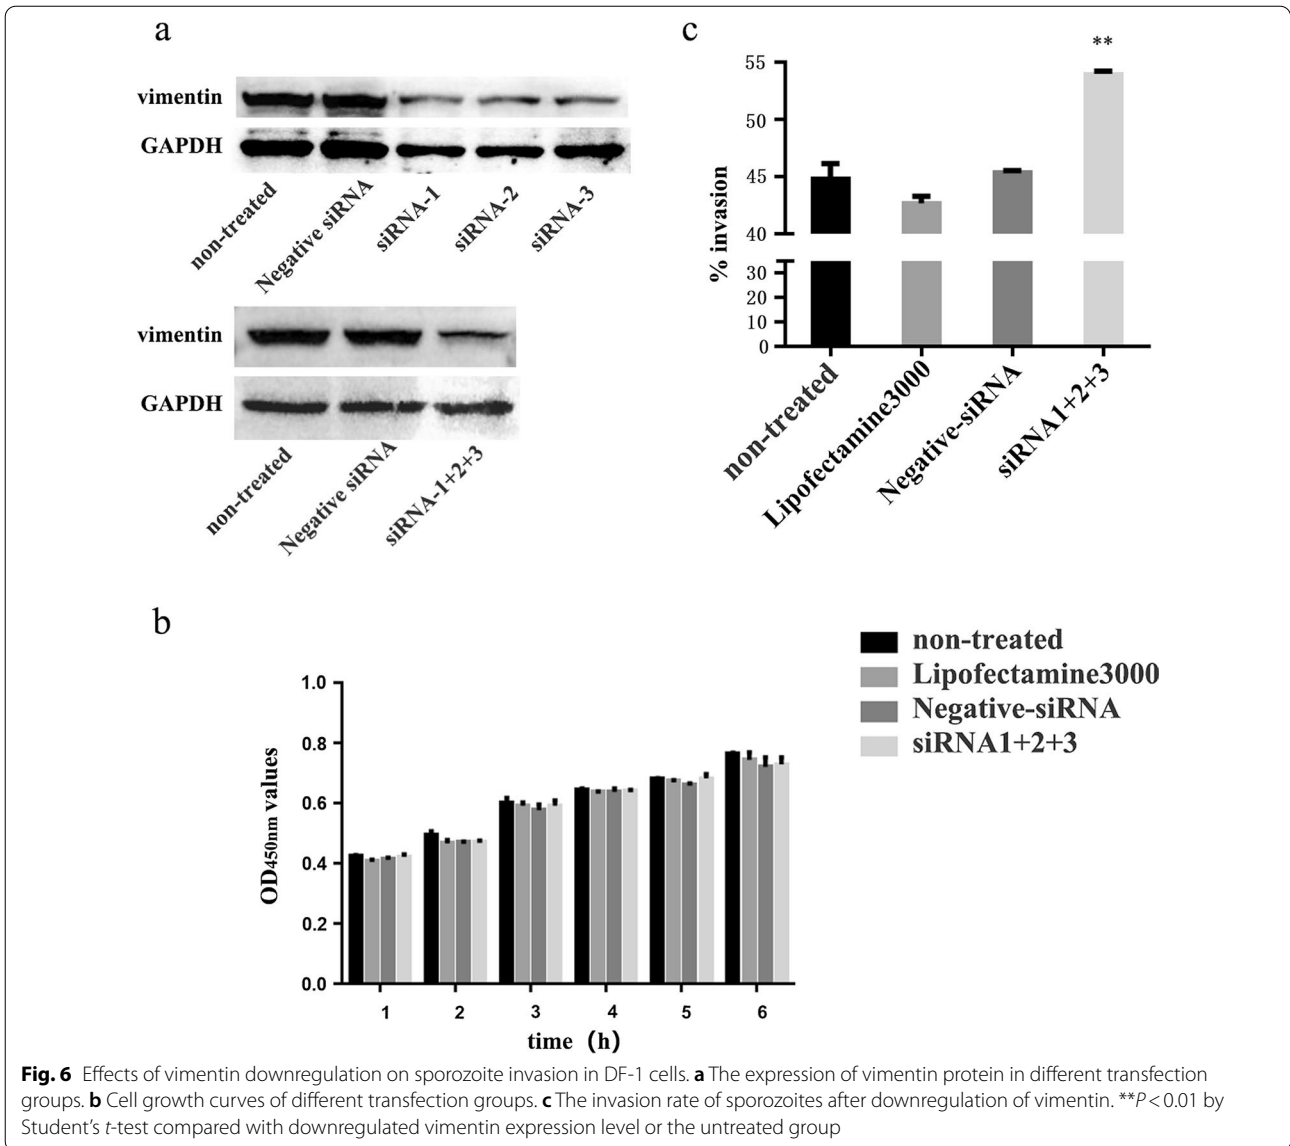 a
vimentin
GAPDH
non-treated
Negative siRNA
siRNA-1
siRNA-2
siRNA-3
vimentin
GAPDH
non-treated
Negative siRNA
siRNA-1+2+3
c
**
% invasion
55
50
45
40
30
20
10
0
non-treated
Lipofectamine3000
Negative-siRNA
siRNA1+2+3
b
OD450nm values
1.0
0.8
0.6
0.4
0.2
0.0
1 2 3 4 5 6
time (h)
non-treated
Lipofectamine3000
Negative-siRNA
siRNA1+2+3
Fig. 6 Effects of vimentin downregulation on sporozoite invasion in DF-1 cells. a The expression of vimentin protein in different transfection
groups. b Cell growth curves of different transfection groups. c The invasion rate of sporozoites after downregulation of vimentin. **P < 0.01 by
Student's t-test compared with downregulated vimentin expression level or the untreated group